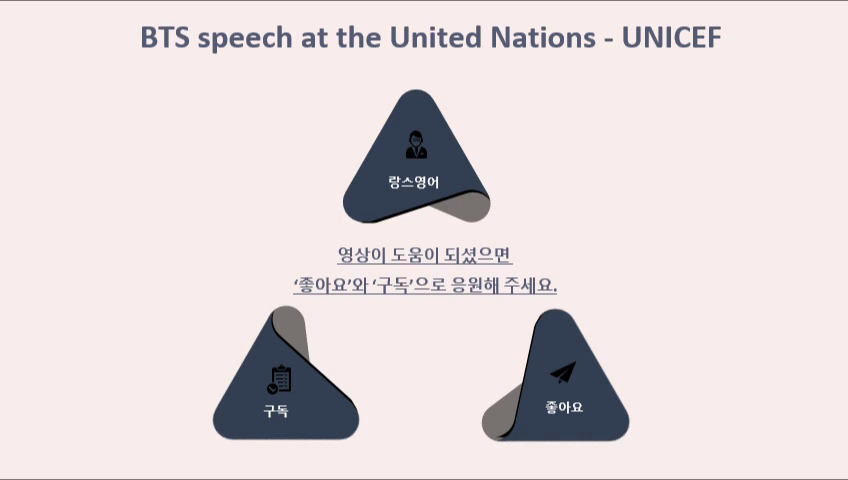 BTS speech at the United Nations - UNICEF
랑스영어
영상이 도움이 되셨으면
‘좋아요’와 ‘구독’으로 응원해 주세요.
구독
좋아요